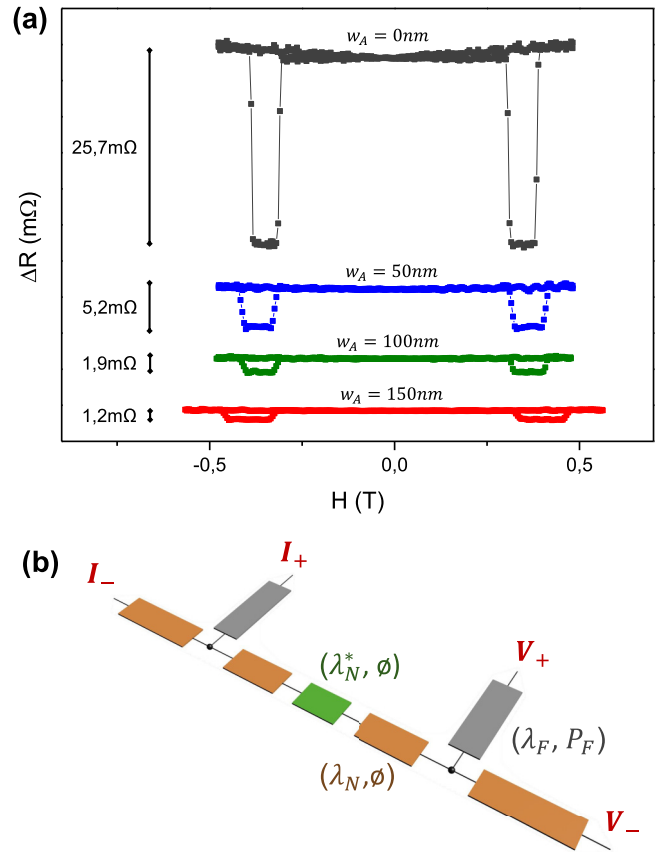 (a)
w_A = 0nm
25,7mΩ
ΔR (mΩ)
w_A = 50nm
5,2mΩ
w_A = 100nm
1,9mΩ
w_A = 150nm
1,2mΩ
-0,5 0,0 0,5
H (T)
(b)
I_-
I_+
(λ*_N, ø)
V_+
(λ_F, P_F)
(λ_N,ø)
V_-